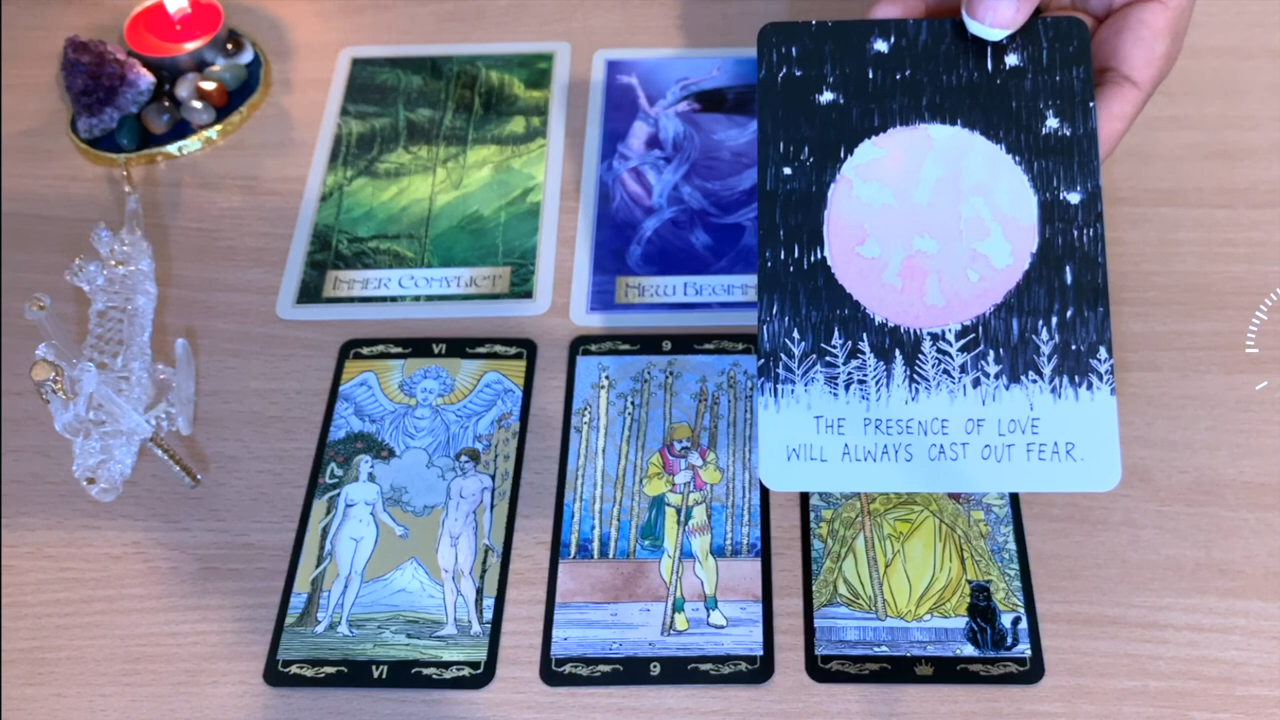 INNER CONFLICT
NEW BEGINN
THE PRESENCE OF LOVE
WILL ALWAYS CAST OUT FEAR.
VI
9
VI
9